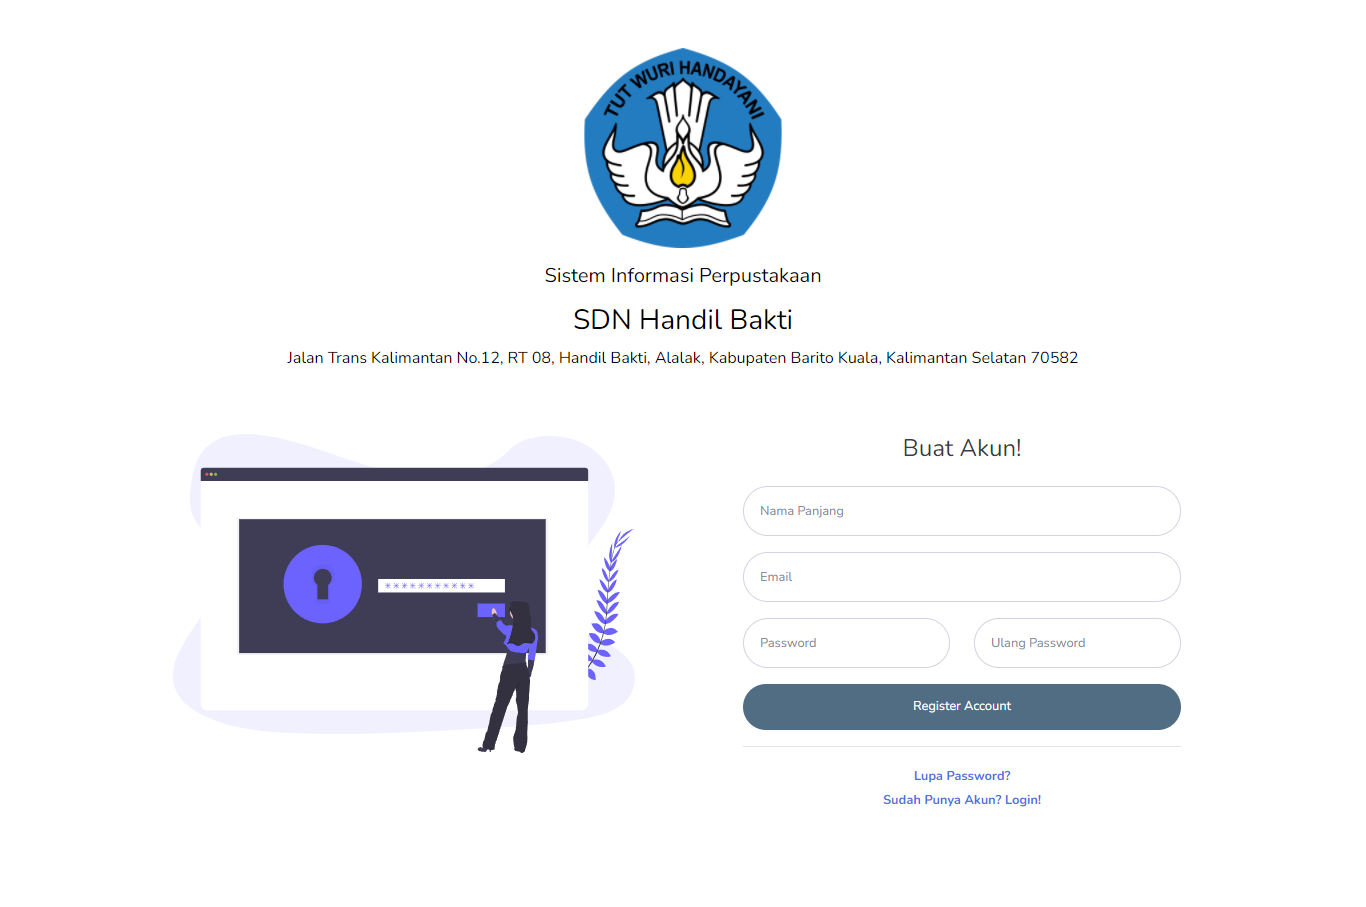 TUT WURI HANDAYANI
Sistem Informasi Perpustakaan
SDN Handil Bakti
Jalan Trans Kalimantan No.12, RT 08, Handil Bakti, Alalak, Kabupaten Barito Kuala, Kalimantan Selatan 70582
Buat Akun!
Nama Panjang
Email
Password Ulang Password
Register Account
Lupa Password?
Sudah Punya Akun? Login!